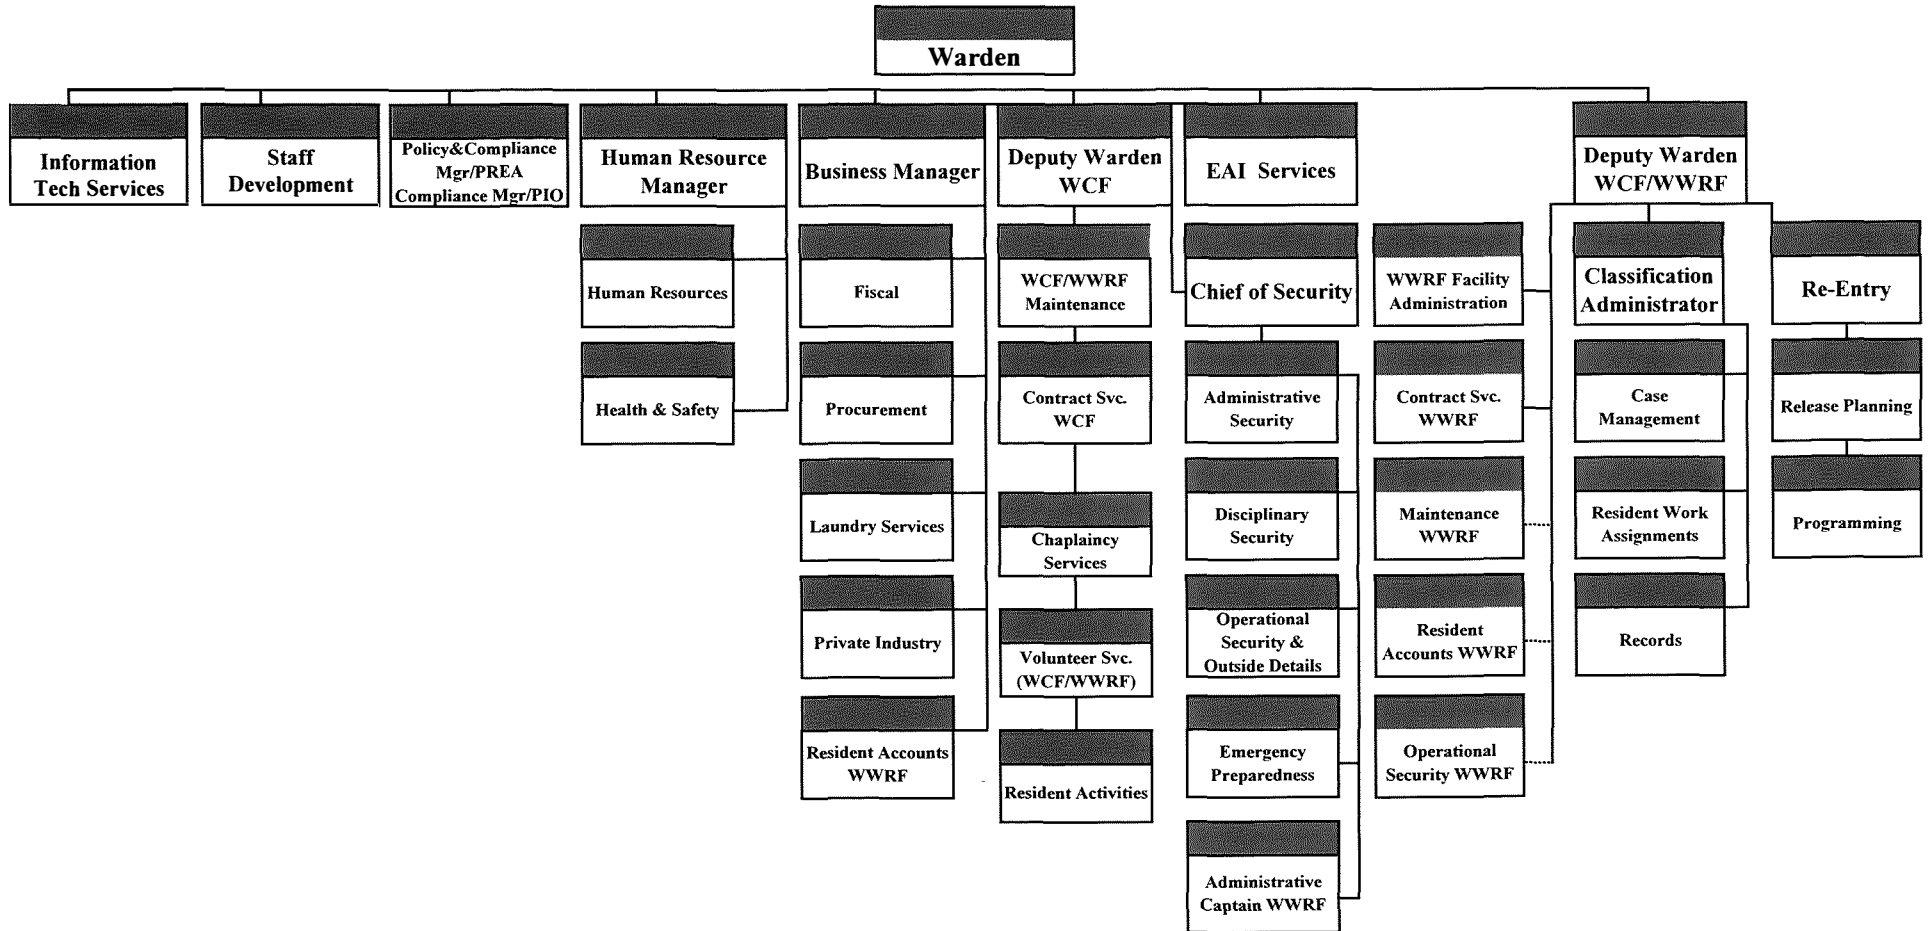 Warden
Information
Tech Services
Staff
Development
Policy&Compliance
Mgr/PREA
Compliance Mgr/PIO
Human Resource
Manager
Business Manager
Deputy Warden
WCF
EAI Services
Deputy Warden
WCF/WWRF
Human Resources
Health & Safety
Fiscal
Procurement
Laundry Services
Private Industry
Resident Accounts
WWRF
WCF/WWRF
Maintenance
Contract Svc.
WCF
Chaplaincy
Services
Volunteer Svc.
(WCF/WWRF)
Resident Activities
Chief of Security
Administrative
Security
Disciplinary
Security
Operational
Security &
Outside Details
Emergency
Preparedness
Administrative
Captain WWRF
WWRF Facility
Administration
Contract Svc.
WWRF
Maintenance
WWRF
Resident
Accounts WWRF
Operational
Security WWRF
Classification
Administrator
Case
Management
Resident Work
Assignments
Records
Re-Entry
Release Planning
Programming